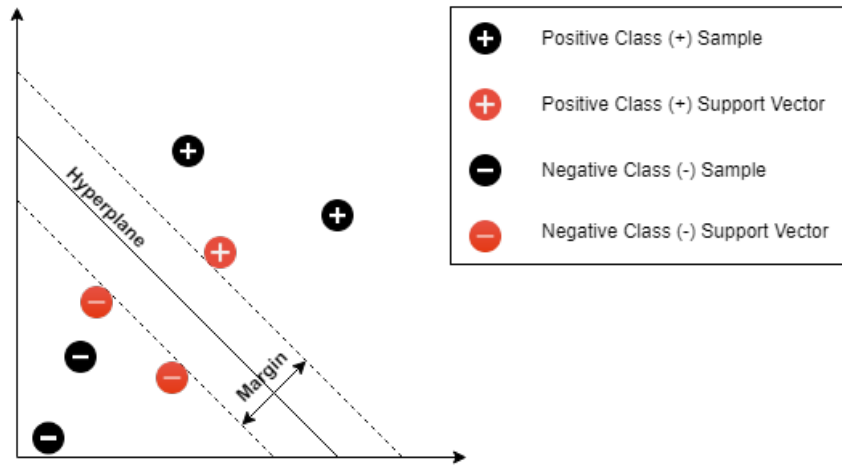 Positive Class (+) Sample
Positive Class (+) Support Vector
Negative Class (-) Sample
Negative Class (-) Support Vector
Hyperplane
Margin